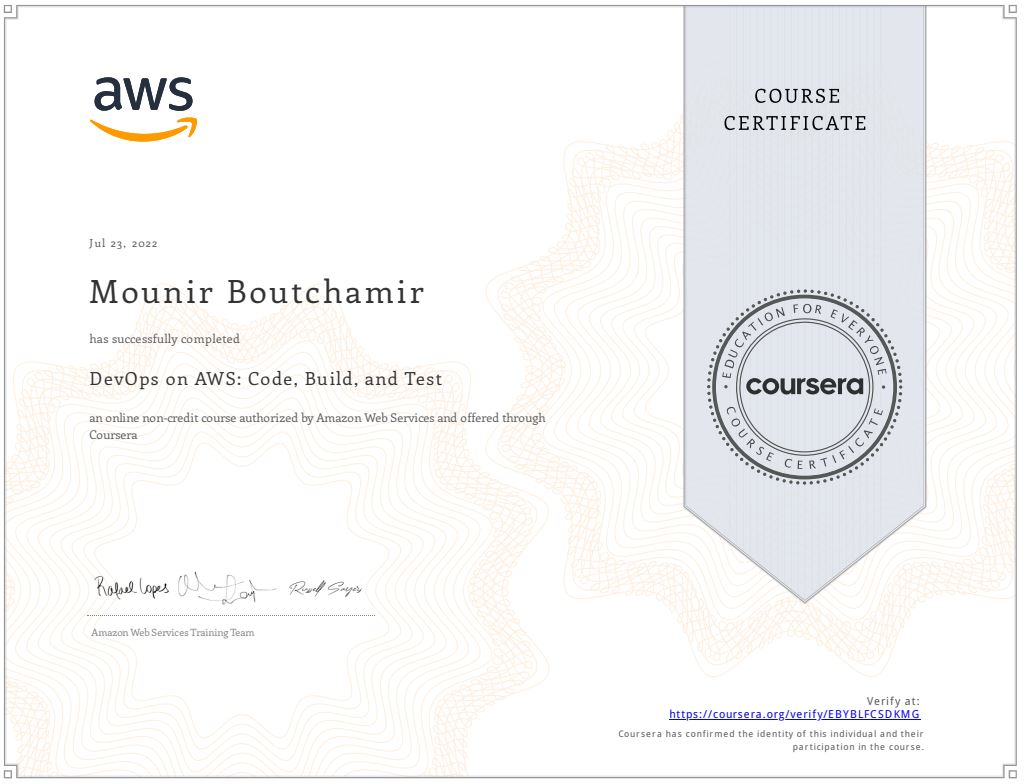 aws
COURSE
CERTIFICATE
Jul 23, 2022
Mounir Boutchamir
has successfully completed
DevOps on AWS: Code, Build, and Test
an online non-credit course authorized by Amazon Web Services and offered through
Coursera
EDUCATION FOR EVERYONE
coursera
COURSE CERTIFICATE
Rafael Lopes
Amazon Web Services Training Team
Verify at:
https://coursera.org/verify/EBYBLFCSDKMG
Coursera has confirmed the identity of this individual and their
participation in the course.